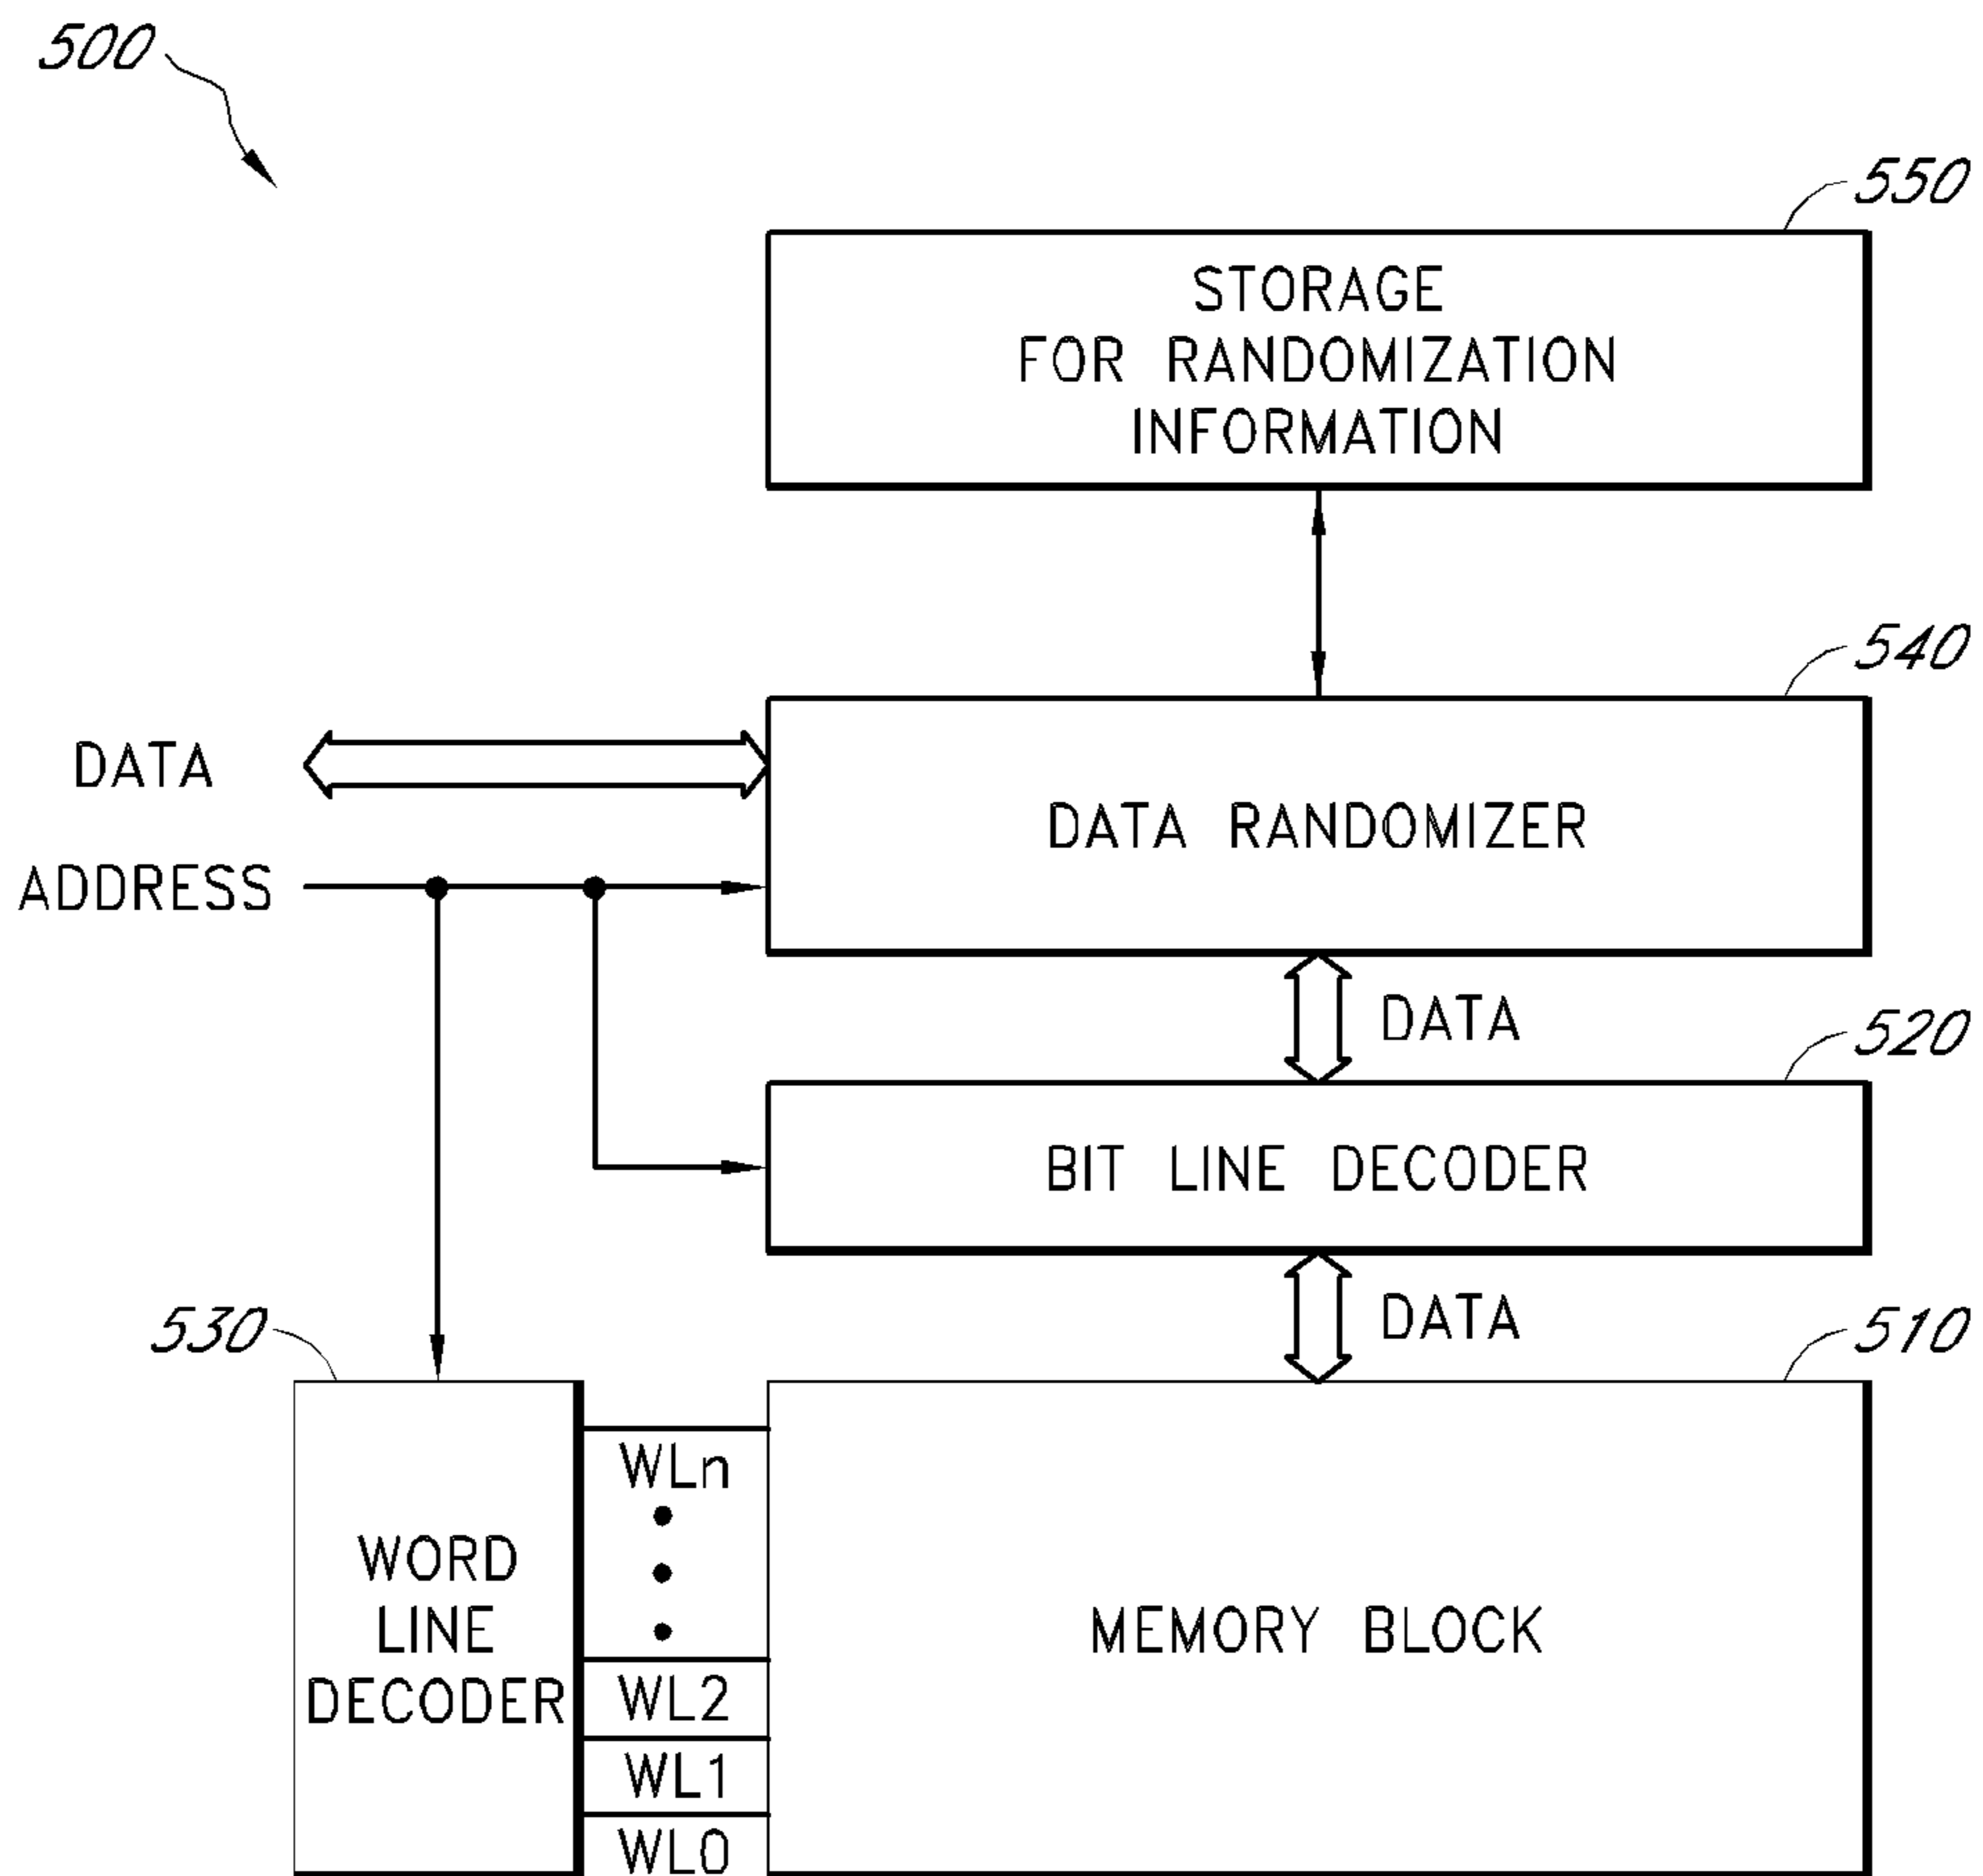 500
550
STORAGE
FOR RANDOMIZATION
INFORMATION
540
DATA
DATA RANDOMIZER
ADDRESS
DATA
520
BIT LINE DECODER
DATA
530
510
WLn
WORD
LINE
DECODER
MEMORY BLOCK
WL2
WL1
WL0